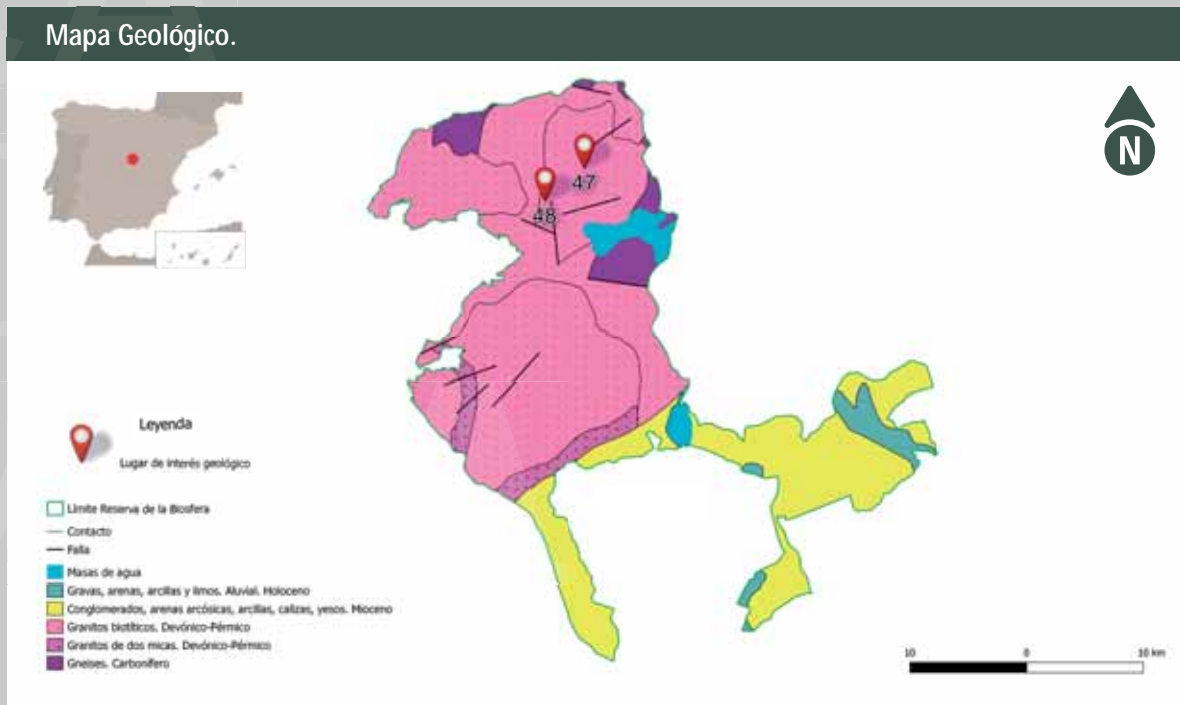 Mapa Geológico.
N
47
48
Leyenda
Lugar de interés geológico
Límite Reserva de la Biosfera
Contacto
Falla
Masas de agua
Gravas, arenas, arcillas y limos. Aluvial. Holoceno
Conglomerados, arenas arcósicas, arcillas, calizas, yesos. Mioceno
Granitos biotíticos. Devónico-Pérmico
Granitos de dos micas. Devónico-Pérmico
Gneises. Carbonífero
10 0 10 km